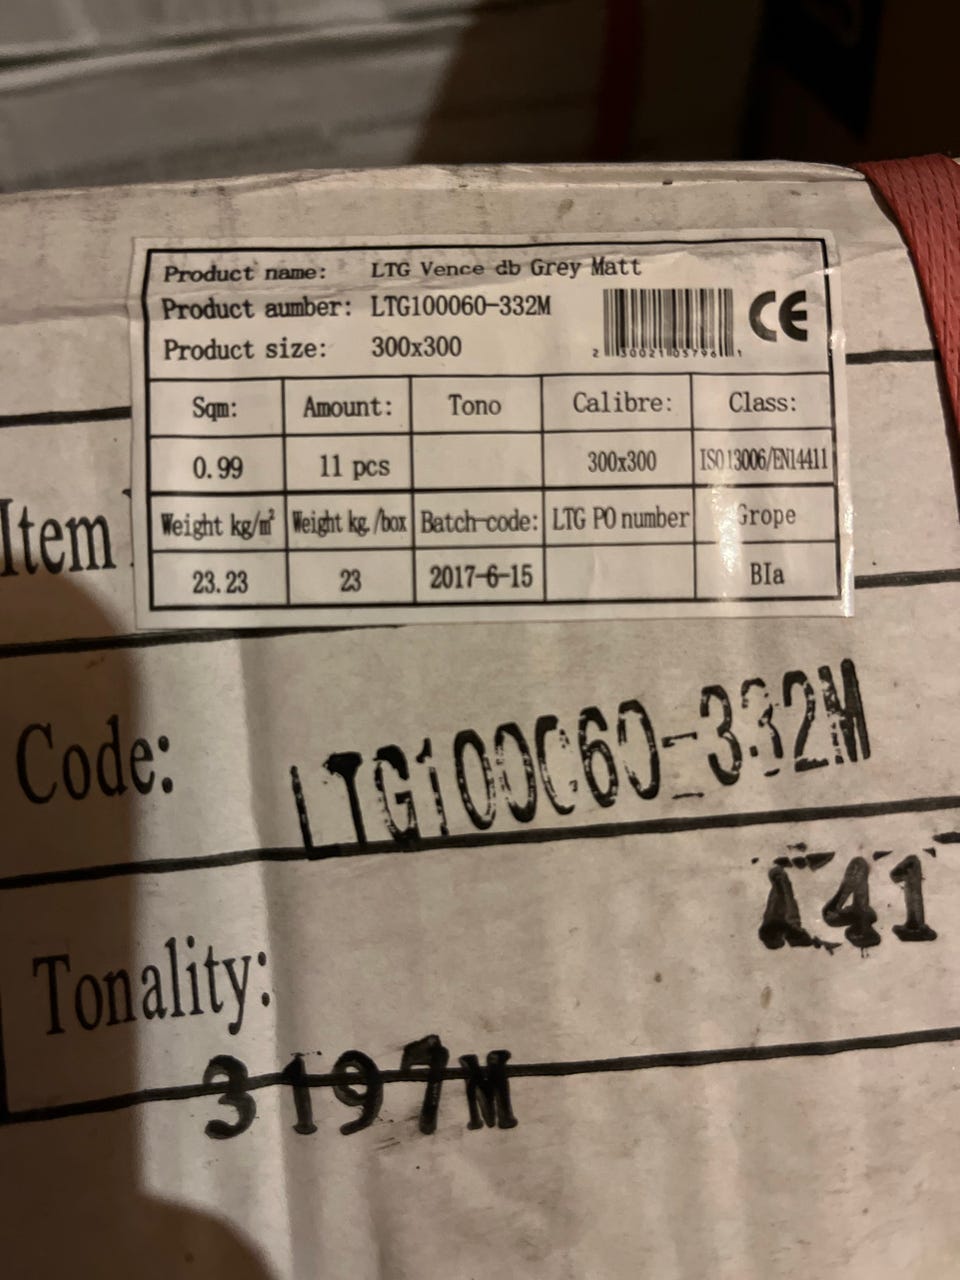 Product name: LTG Vence db Grey Matt
Product aumber: LTG100060-332M
Product size: 300x300
CE
Sqm: Amount: Tono Calibre: Class:
0.99 11 pcs 300x300 ISO13006/EN14411
Weight kg/㎡ Weight kg./box Batch-code: LTG PO number Grope
23.23 23 2017-6-15 BIa
Item
Code: LTG100060-332M
A41
Tonality:
3197M